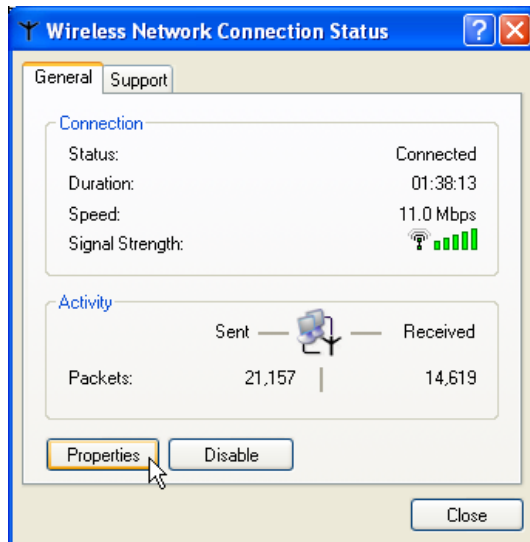 Wireless Network Connection Status
General Support
Connection
Status: Connected
Duration: 01:38:13
Speed: 11.0 Mbps
Signal Strength:
Activity
Sent Received
Packets: 21,157 14,619
Properties Disable
Close